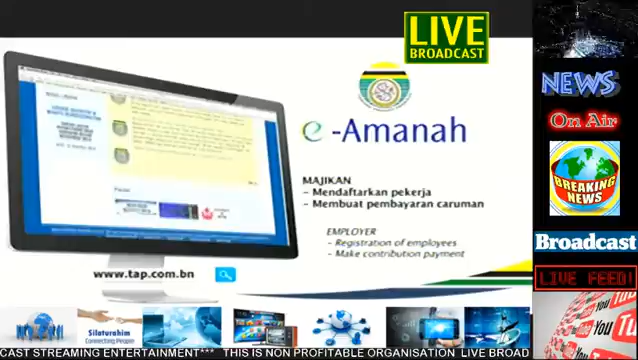 LIVE
BROADCAST
e-Amanah
MAJIKAN
- Mendaftarkan pekerja
- Membuat pembayaran caruman
EMPLOYER
- Registration of employees
- Make contribution payment
www.tap.com.bn
NEWS
On Air
BREAKING
NEWS
Broadcast
LIVE FEED!
Silaturahim
Connecting People
You
CAST STREAMING ENTERTAINMENT*** THIS IS NON PROFITABLE ORGANISATION LIVE BROAD